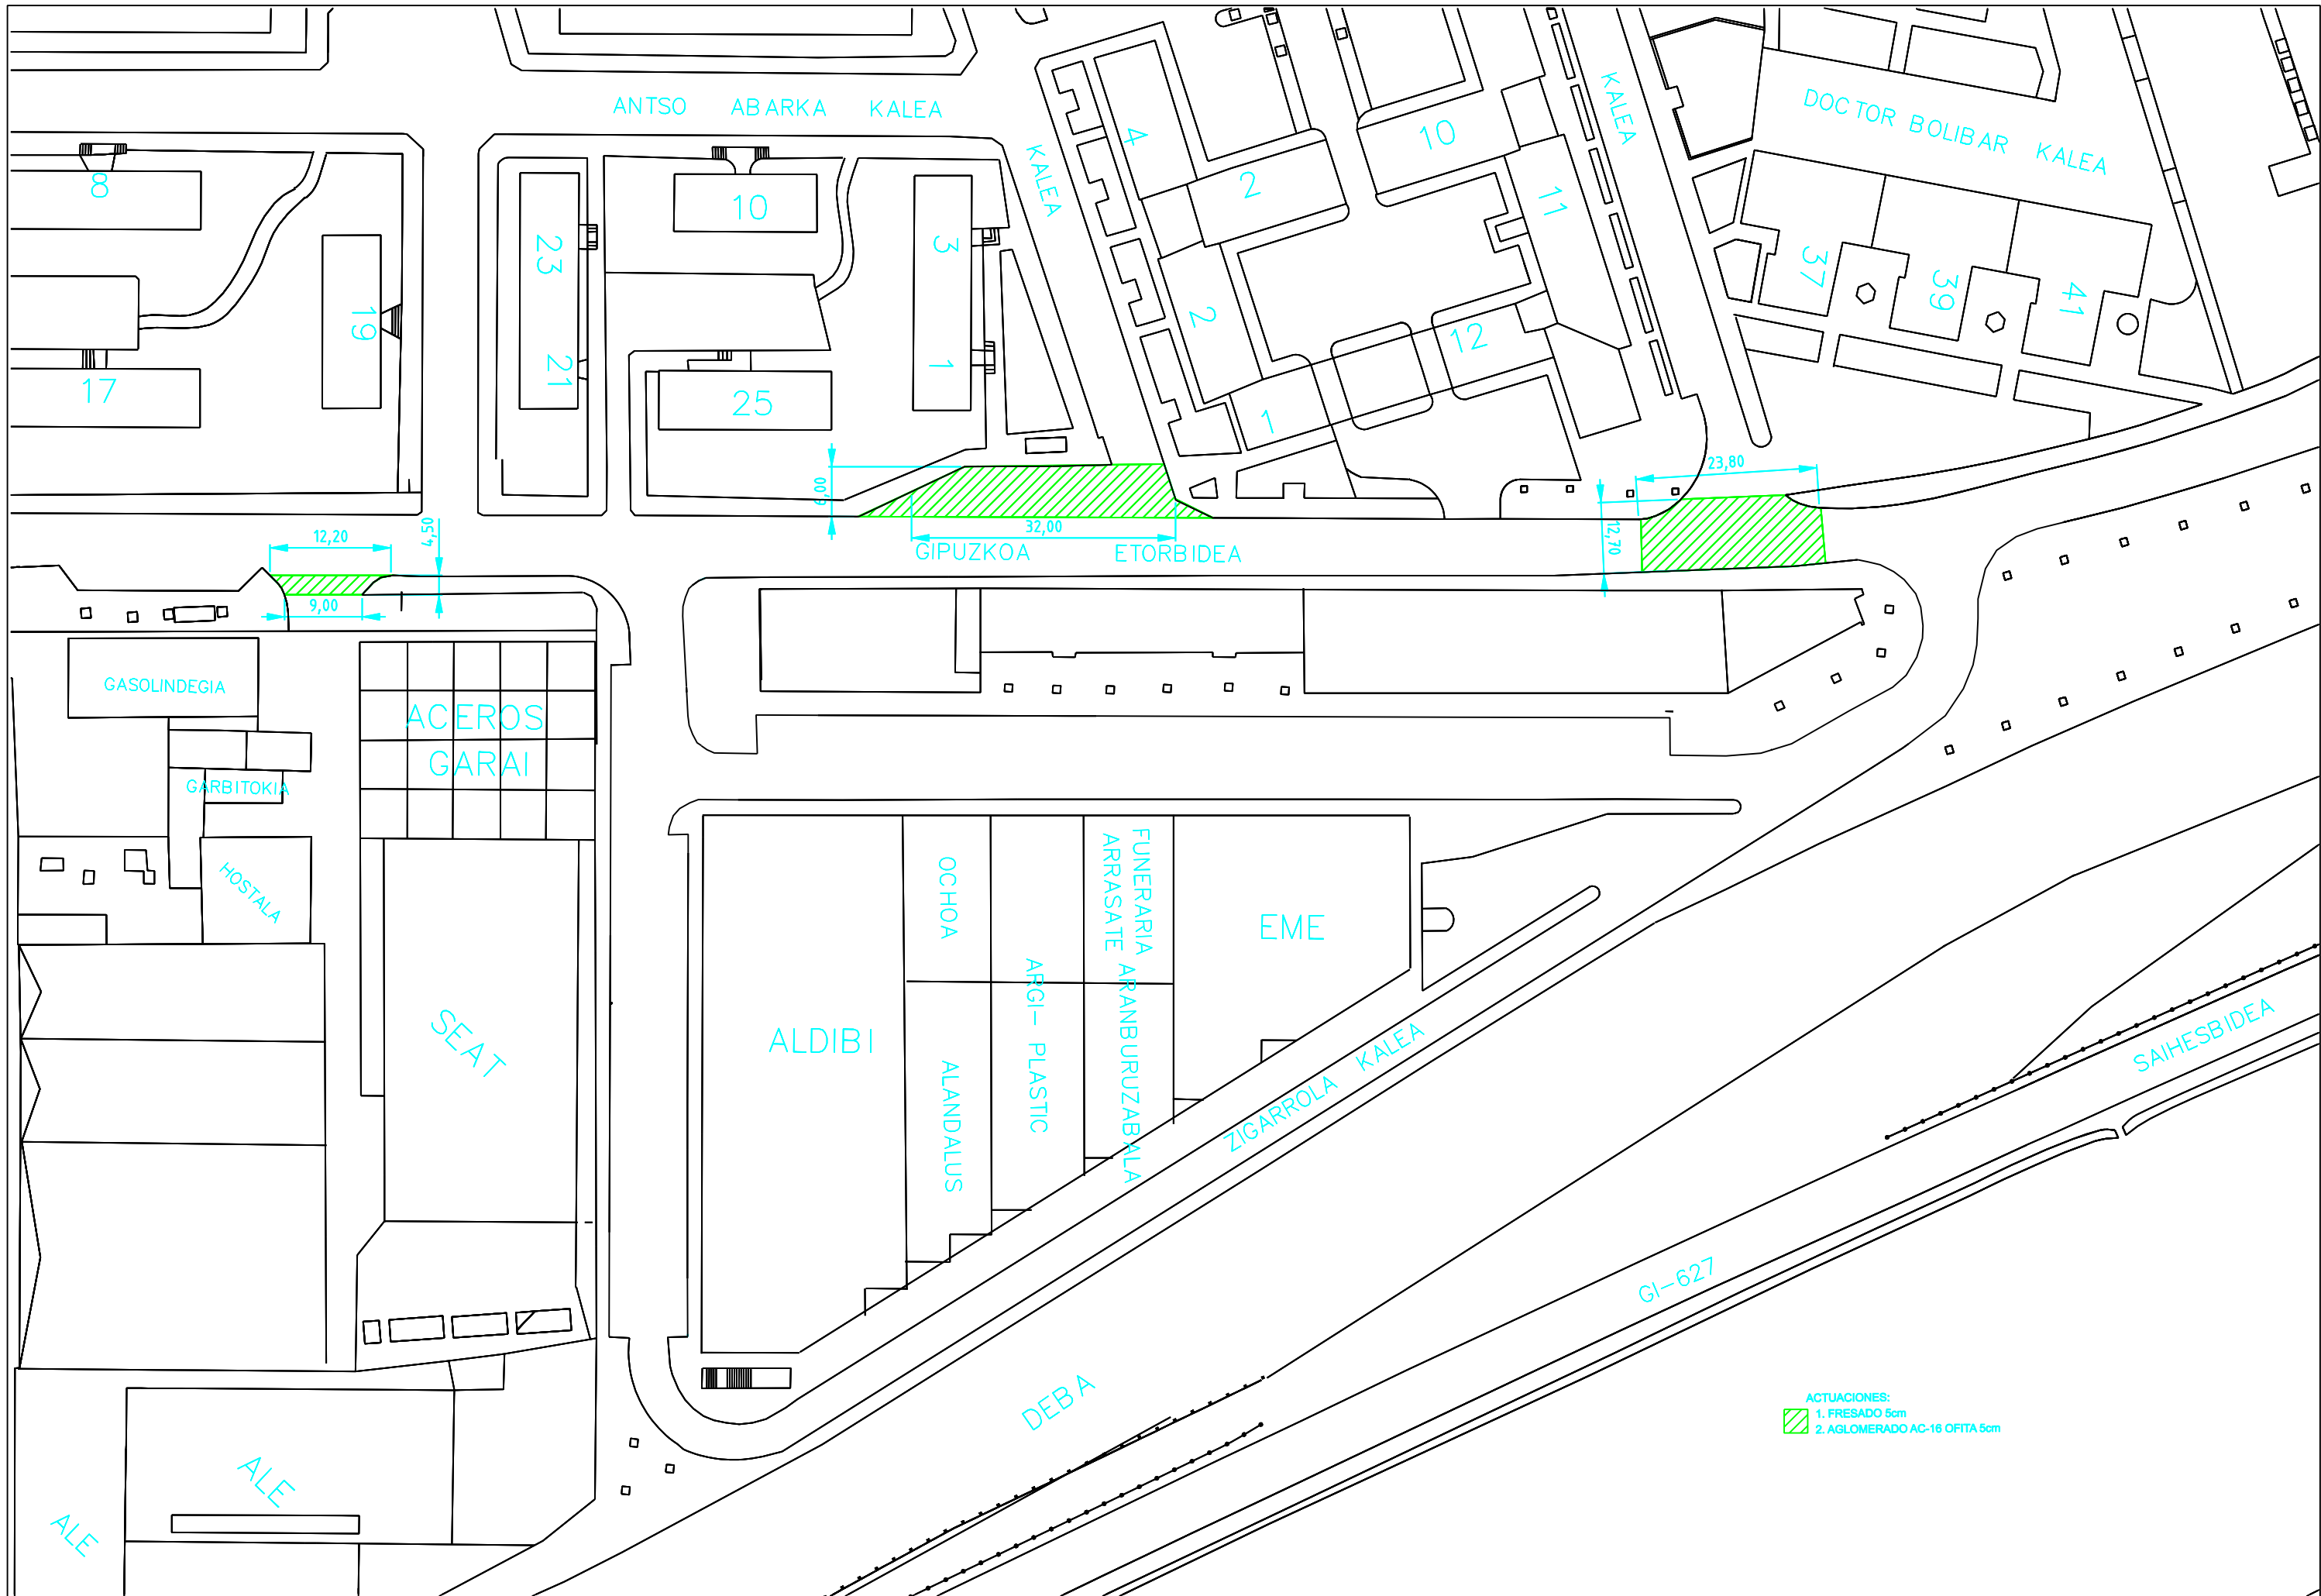 ANTSO ABARKA KALEA
KALEA
KALEA
DOCTOR BOLIBAR KALEA
8
19
17
23
21
10
25
3
1
4
2
2
1
10
11
12
37
39
41
23,80
12,70
6,00
32,00
GIPUZKOA ETORBIDEA
12,20
4,50
9,00
GASOLINDEGIA
ACEROS
GARAI
GARBITOKIA
HOSTALA
SEAT
ALDIBI
OCHOA
ALANDALUS
ARGI- PLASTIC
FUNERARIA
ARRASATE ARANBURUZABALA
EME
ZIGARROLA KALEA
SAIHESBIDEA
GI-627
DEBA
ALE
ALE
ACTUACIONES:
1. FRESADO 5cm
2. AGLOMERADO AC-16 OFITA 5cm